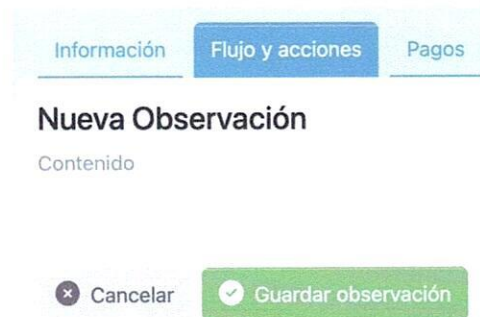 Información Flujo y acciones Pagos
Nueva Observación
Contenido
Cancelar Guardar observación